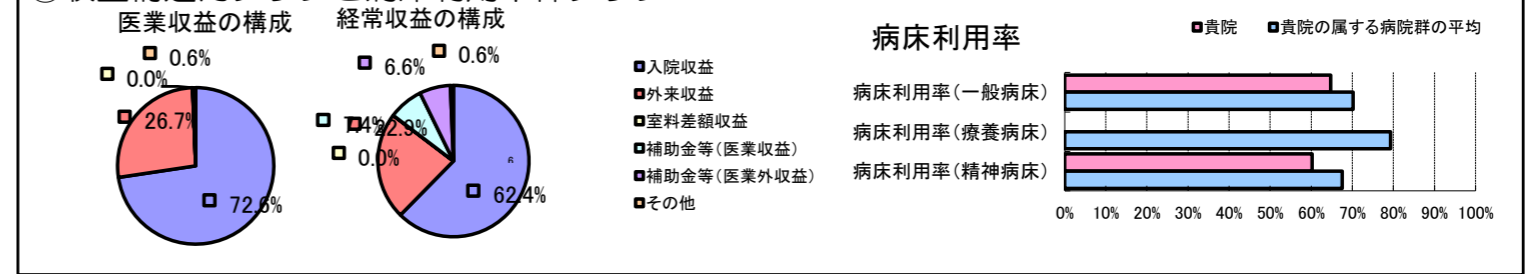 医業収益の構成
0.6%
0.0%
26.7%
72.6%
経常収益の構成
0.6%
6.6%
7.4%
22.9%
0.0%
62.4%
入院収益
外来収益
室料差額収益
補助金等(医業収益)
補助金等(医業外収益)
その他
病床利用率
貴院 貴院の属する病院群の平均
病床利用率(一般病床)
病床利用率(療養病床)
病床利用率(精神病床)
0% 10% 20% 30% 40% 50% 60% 70% 80% 90% 100%